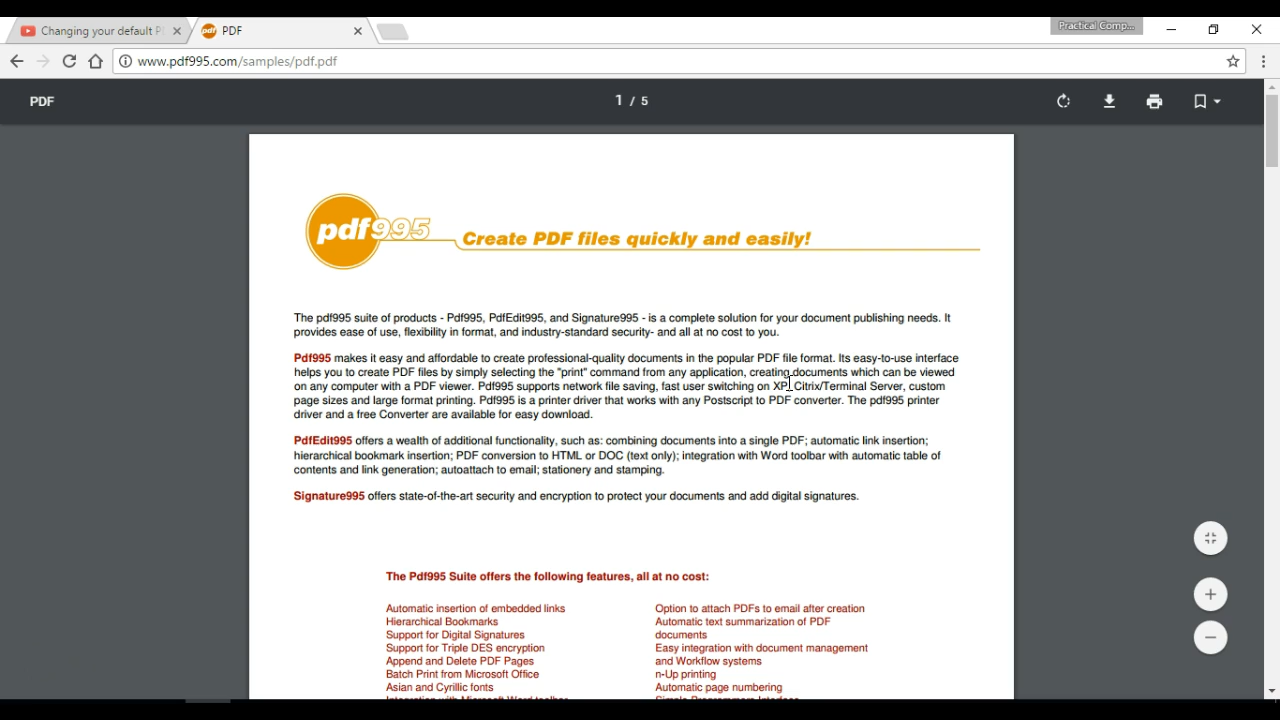 Changing your default P
PDF
Practical Comp...
www.pdf995.com/samples/pdf.pdf
PDF
1 / 5
pdf995
Create PDF files quickly and easily!
The pdf995 suite of products - Pdf995, PdfEdit995, and Signature995 - is a complete solution for your document publishing needs. It
provides ease of use, flexibility in format, and industry-standard security- and all at no cost to you.
Pdf995 makes it easy and affordable to create professional-quality documents in the popular PDF file format. Its easy-to-use interface
helps you to create PDF files by simply selecting the "print" command from any application, creating documents which can be viewed
on any computer with a PDF viewer. Pdf995 supports network file saving, fast user switching on XP, Citrix/Terminal Server, custom
page sizes and large format printing. Pdf995 is a printer driver that works with any Postscript to PDF converter. The pdf995 printer
driver and a free Converter are available for easy download.
PdfEdit995 offers a wealth of additional functionality, such as: combining documents into a single PDF; automatic link insertion;
hierarchical bookmark insertion; PDF conversion to HTML or DOC (text only); integration with Word toolbar with automatic table of
contents and link generation; autoattach to email; stationery and stamping.
Signature995 offers state-of-the-art security and encryption to protect your documents and add digital signatures.
The Pdf995 Suite offers the following features, all at no cost:
Automatic insertion of embedded links
Hierarchical Bookmarks
Support for Digital Signatures
Support for Triple DES encryption
Append and Delete PDF Pages
Batch Print from Microsoft Office
Asian and Cyrillic fonts
Integration with Microsoft Word toolbar
Option to attach PDFs to email after creation
Automatic text summarization of PDF
documents
Easy integration with document management
and Workflow systems
n-Up printing
Automatic page numbering
Simple Programmers Interface